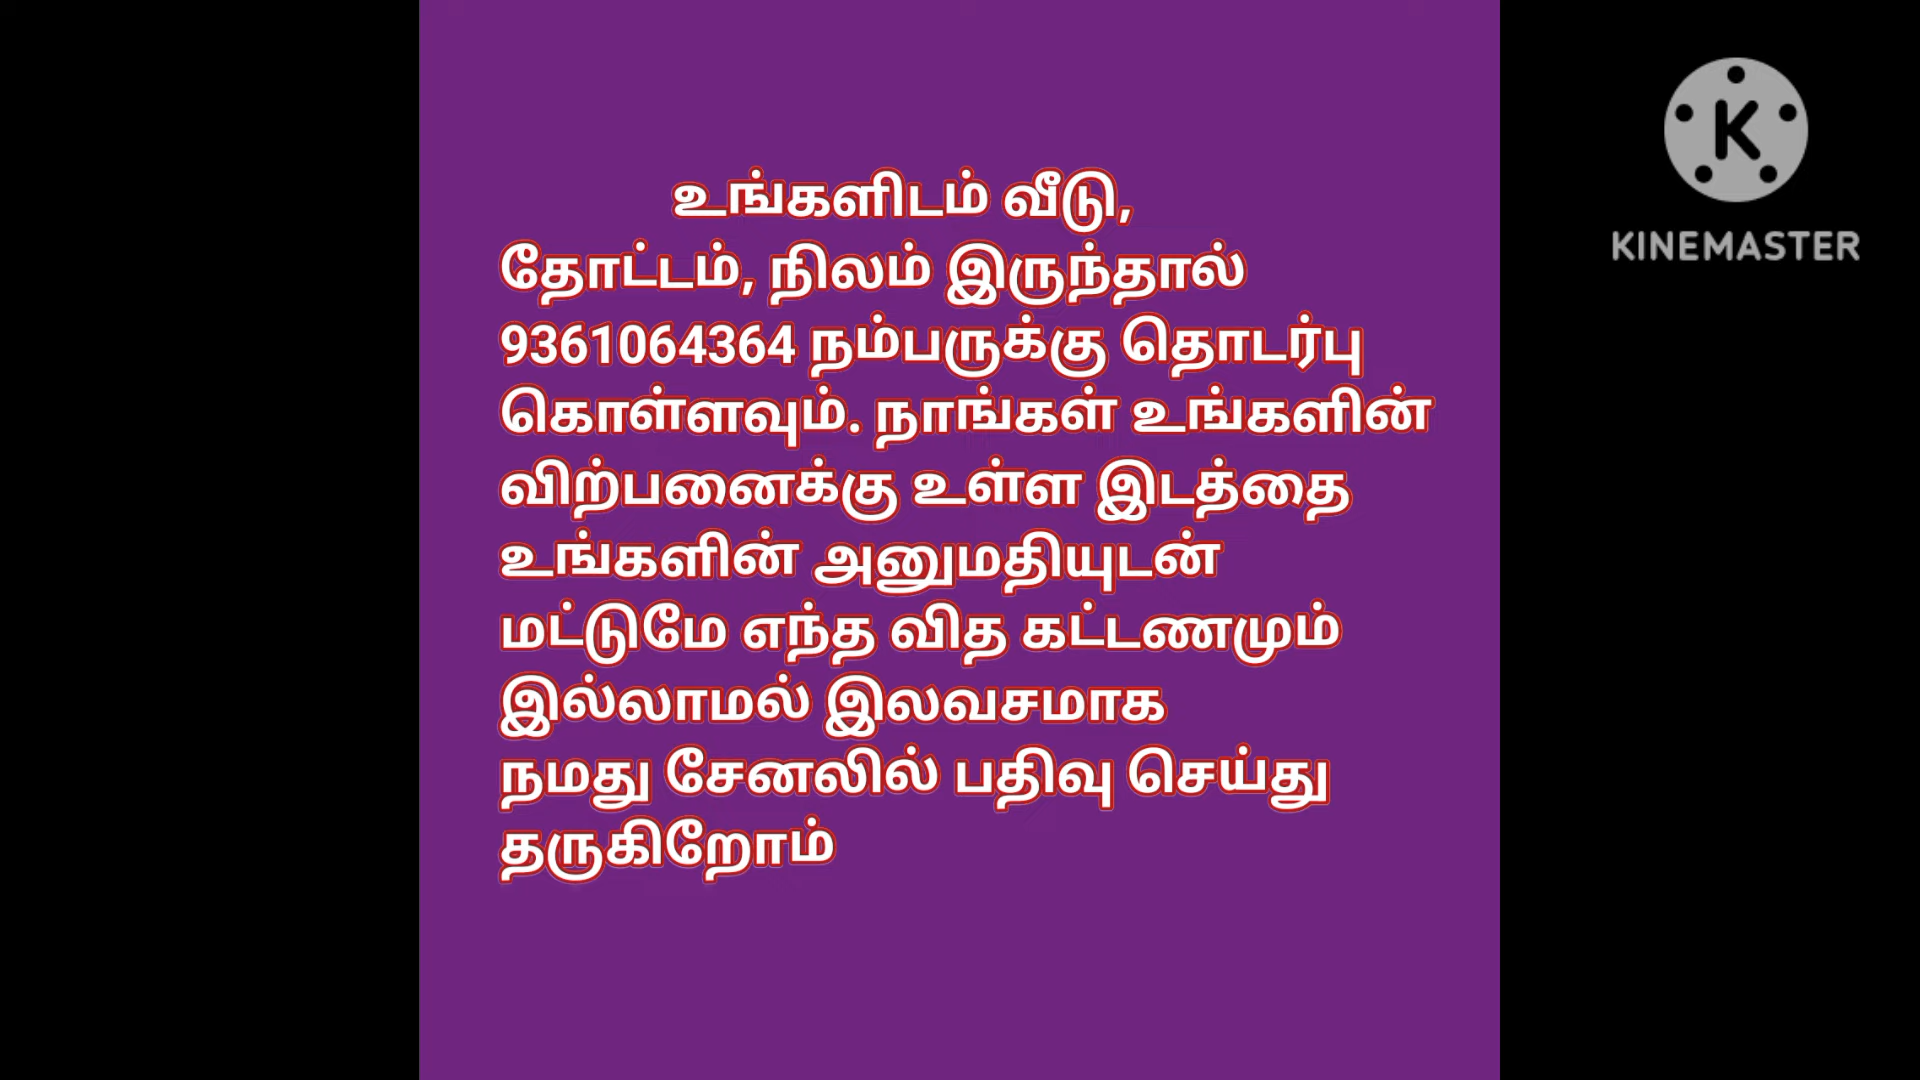 உங்களிடம் வீடு,
தோட்டம், நிலம் இருந்தால்
9361064364 நம்பருக்கு தொடர்பு
கொள்ளவும். நாங்கள் உங்களின்
விற்பனைக்கு உள்ள இடத்தை
உங்களின் அனுமதியுடன்
மட்டுமே எந்த வித கட்டணமும்
இல்லாமல் இலவசமாக
நமது சேனலில் பதிவு செய்து
தருகிறோம்
K
KINEMASTER